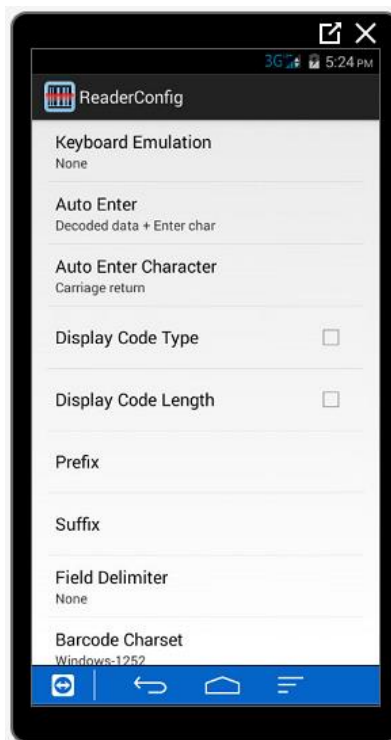 3G 5:24 PM
ReaderConfig
Keyboard Emulation
None
Auto Enter
Decoded data + Enter char
Auto Enter Character
Carriage return
Display Code Type
Display Code Length
Prefix
Suffix
Field Delimiter
None
Barcode Charset
Windows-1252